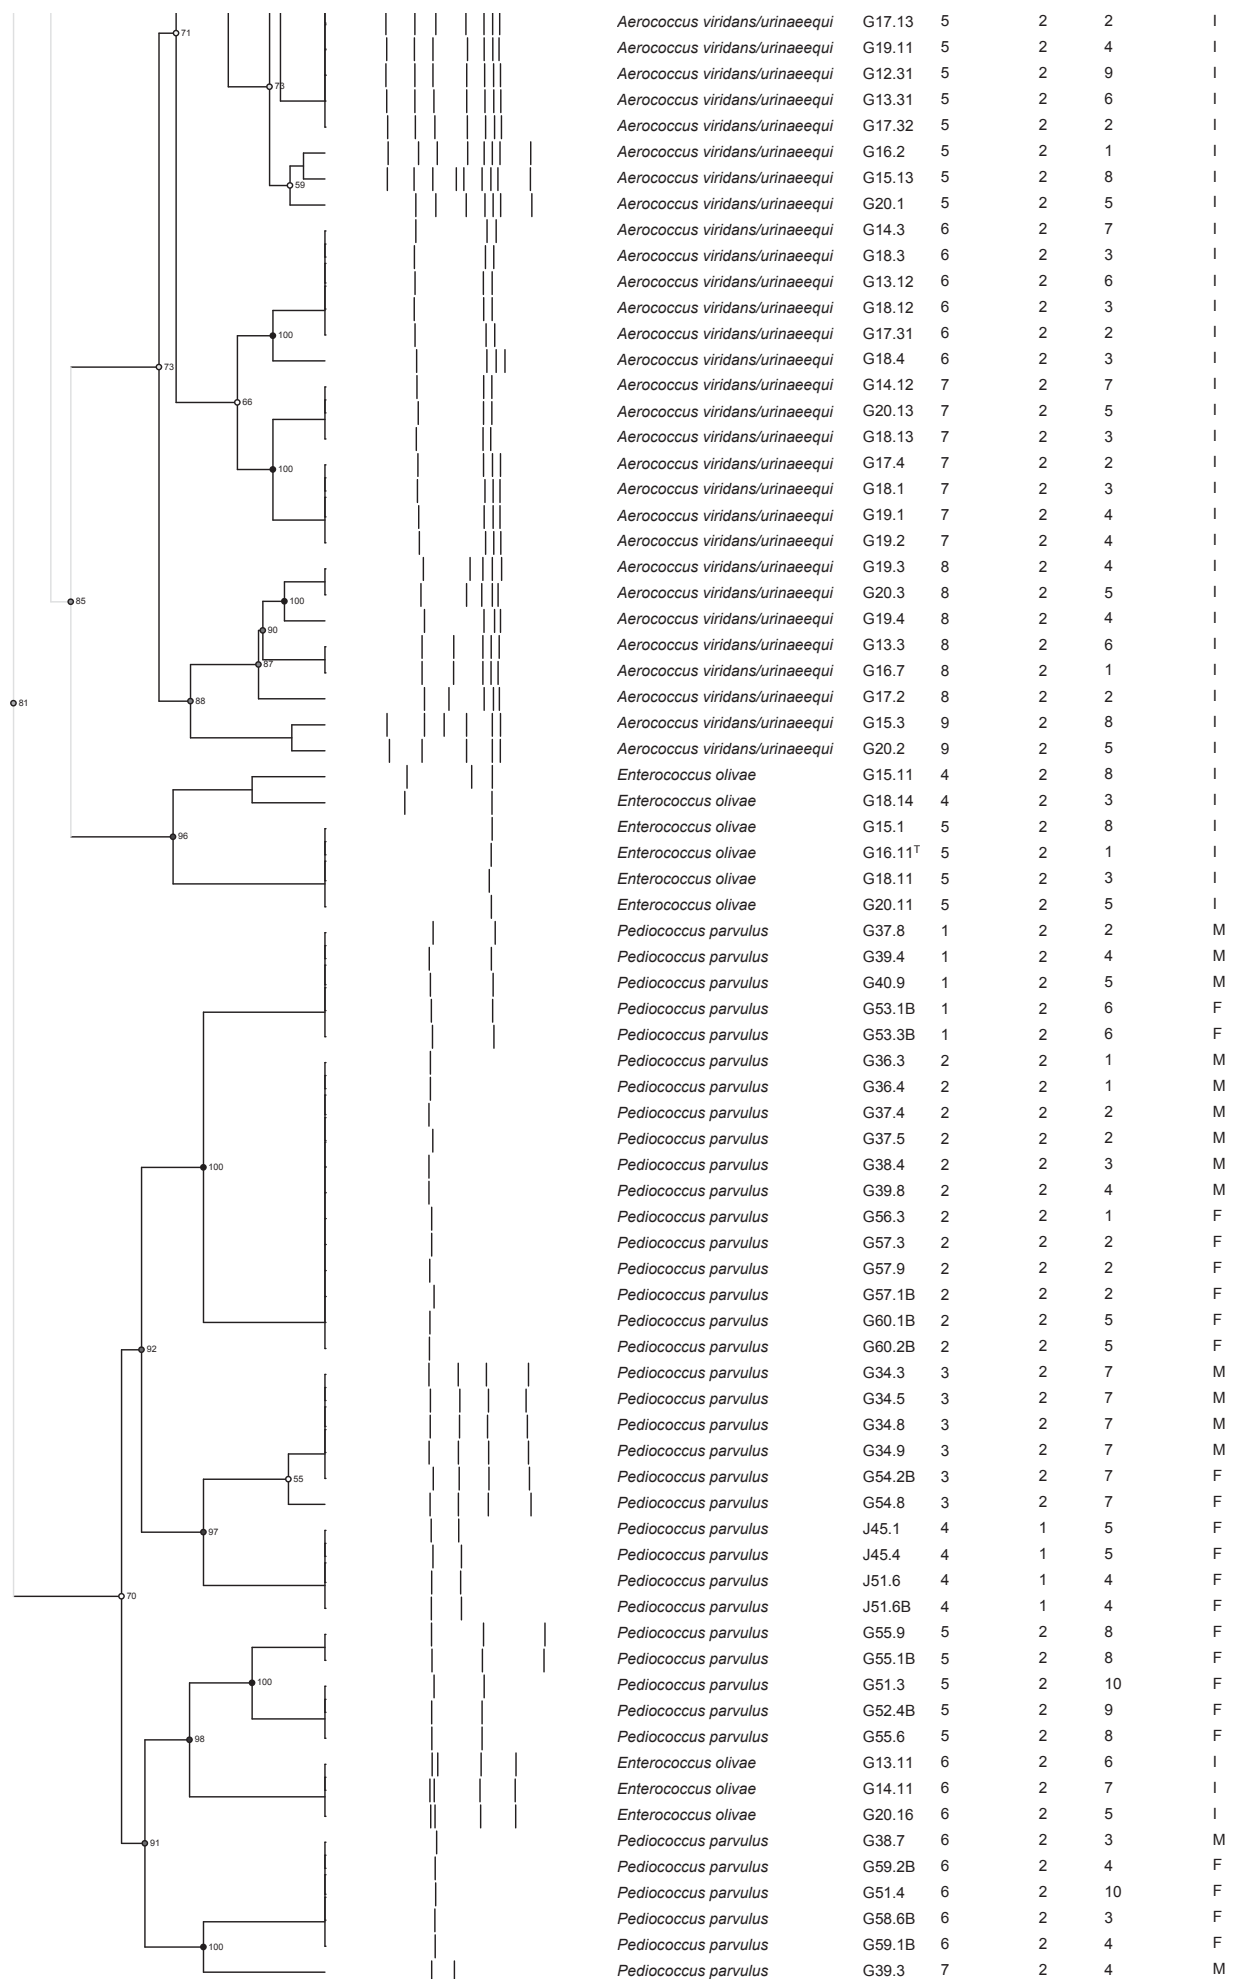 Aerococcus viridans/urinaeequi G17.13 5 2 2 I
71
Aerococcus viridans/urinaeequi G19.11 5 2 4 I
Aerococcus viridans/urinaeequi G12.31 5 2 9 I
73
Aerococcus viridans/urinaeequi G13.31 5 2 6 I
Aerococcus viridans/urinaeequi G17.32 5 2 2 I
Aerococcus viridans/urinaeequi G16.2 5 2 1 I
Aerococcus viridans/urinaeequi G15.13 5 2 8 I
59
Aerococcus viridans/urinaeequi G20.1 5 2 5 I
Aerococcus viridans/urinaeequi G14.3 6 2 7 I
Aerococcus viridans/urinaeequi G18.3 6 2 3 I
Aerococcus viridans/urinaeequi G13.12 6 2 6 I
Aerococcus viridans/urinaeequi G18.12 6 2 3 I
Aerococcus viridans/urinaeequi G17.31 6 2 2 I
100
Aerococcus viridans/urinaeequi G18.4 6 2 3 I
73
Aerococcus viridans/urinaeequi G14.12 7 2 7 I
66
Aerococcus viridans/urinaeequi G20.13 7 2 5 I
Aerococcus viridans/urinaeequi G18.13 7 2 3 I
Aerococcus viridans/urinaeequi G17.4 7 2 2 I
100
Aerococcus viridans/urinaeequi G18.1 7 2 3 I
Aerococcus viridans/urinaeequi G19.1 7 2 4 I
Aerococcus viridans/urinaeequi G19.2 7 2 4 I
Aerococcus viridans/urinaeequi G19.3 8 2 4 I
Aerococcus viridans/urinaeequi G20.3 8 2 5 I
85
100
Aerococcus viridans/urinaeequi G19.4 8 2 4 I
90
Aerococcus viridans/urinaeequi G13.3 8 2 6 I
87
Aerococcus viridans/urinaeequi G16.7 8 2 1 I
Aerococcus viridans/urinaeequi G17.2 8 2 2 I
81
88
Aerococcus viridans/urinaeequi G15.3 9 2 8 I
Aerococcus viridans/urinaeequi G20.2 9 2 5 I
Enterococcus olivae G15.11 4 2 8 I
Enterococcus olivae G18.14 4 2 3 I
Enterococcus olivae G15.1 5 2 8 I
96
Enterococcus olivae G16.11ᵀ 5 2 1 I
Enterococcus olivae G18.11 5 2 3 I
Enterococcus olivae G20.11 5 2 5 I
Pediococcus parvulus G37.8 1 2 2 M
Pediococcus parvulus G39.4 1 2 4 M
Pediococcus parvulus G40.9 1 2 5 M
Pediococcus parvulus G53.1B 1 2 6 F
Pediococcus parvulus G53.3B 1 2 6 F
Pediococcus parvulus G36.3 2 2 1 M
Pediococcus parvulus G36.4 2 2 1 M
Pediococcus parvulus G37.4 2 2 2 M
Pediococcus parvulus G37.5 2 2 2 M
Pediococcus parvulus G38.4 2 2 3 M
100
Pediococcus parvulus G39.8 2 2 4 M
Pediococcus parvulus G56.3 2 2 1 F
Pediococcus parvulus G57.3 2 2 2 F
Pediococcus parvulus G57.9 2 2 2 F
Pediococcus parvulus G57.1B 2 2 2 F
Pediococcus parvulus G60.1B 2 2 5 F
Pediococcus parvulus G60.2B 2 2 5 F
92
Pediococcus parvulus G34.3 3 2 7 M
Pediococcus parvulus G34.5 3 2 7 M
Pediococcus parvulus G34.8 3 2 7 M
Pediococcus parvulus G34.9 3 2 7 M
Pediococcus parvulus G54.2B 3 2 7 F
55
Pediococcus parvulus G54.8 3 2 7 F
Pediococcus parvulus J45.1 4 1 5 F
97
Pediococcus parvulus J45.4 4 1 5 F
Pediococcus parvulus J51.6 4 1 4 F
70
Pediococcus parvulus J51.6B 4 1 4 F
Pediococcus parvulus G55.9 5 2 8 F
Pediococcus parvulus G55.1B 5 2 8 F
100
Pediococcus parvulus G51.3 5 2 10 F
Pediococcus parvulus G52.4B 5 2 9 F
Pediococcus parvulus G55.6 5 2 8 F
98
Enterococcus olivae G13.11 6 2 6 I
Enterococcus olivae G14.11 6 2 7 I
Enterococcus olivae G20.16 6 2 5 I
Pediococcus parvulus G38.7 6 2 3 M
91
Pediococcus parvulus G59.2B 6 2 4 F
Pediococcus parvulus G51.4 6 2 10 F
Pediococcus parvulus G58.6B 6 2 3 F
Pediococcus parvulus G59.1B 6 2 4 F
100
Pediococcus parvulus G39.3 7 2 4 M